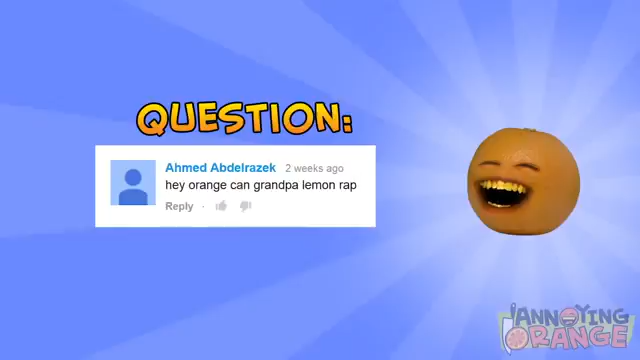 QUESTION:
Ahmed Abdelrazek 2 weeks ago
hey orange can grandpa lemon rap
Reply ·
ANNOYING
ORANGE